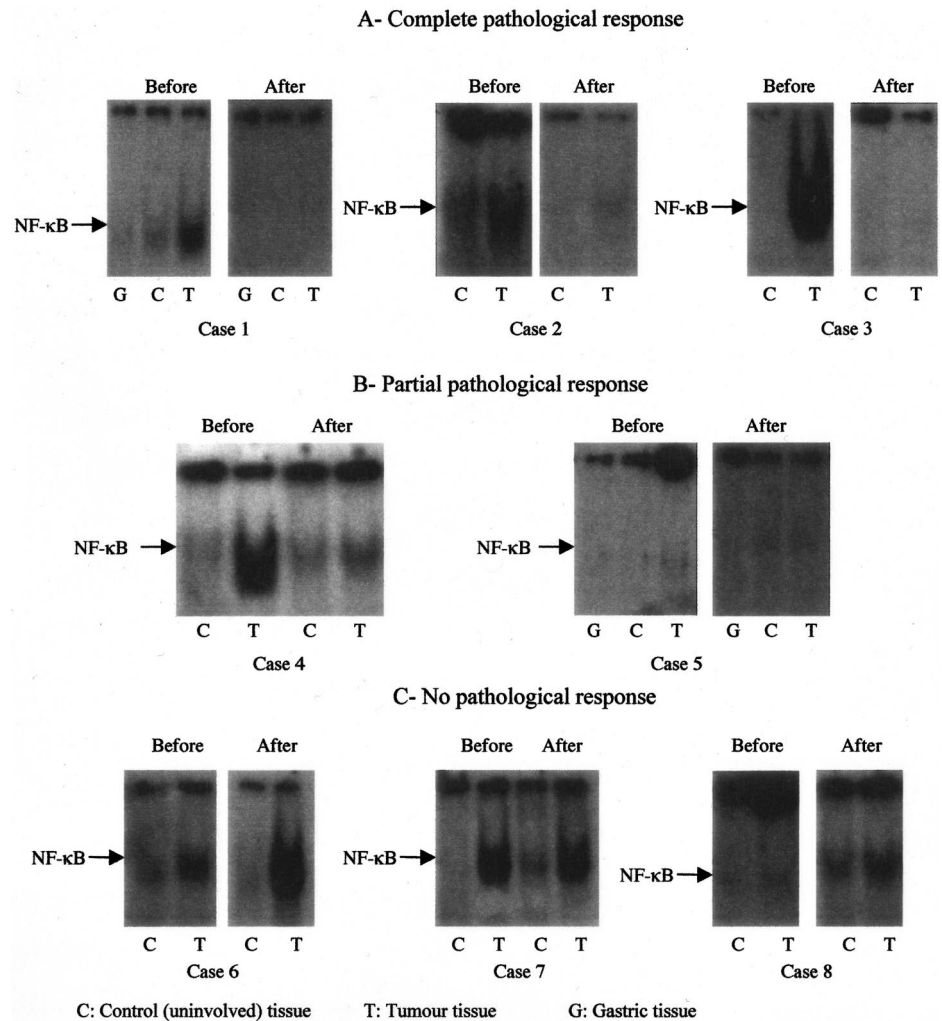 A- Complete pathological response
Before After Before After Before After
NF-κB NF-κB NF-κB
G C T G C T C T C T C T C T
Case 1 Case 2 Case 3
B- Partial pathological response
Before After Before After
NF-κB NF-κB
C T C T G C T G C T
Case 4 Case 5
C- No pathological response
Before After Before After Before After
NF-κB NF-κB NF-κB
C T C T C T C T C T C T
Case 6 Case 7 Case 8
C: Control (uninvolved) tissue T: Tumour tissue G: Gastric tissue